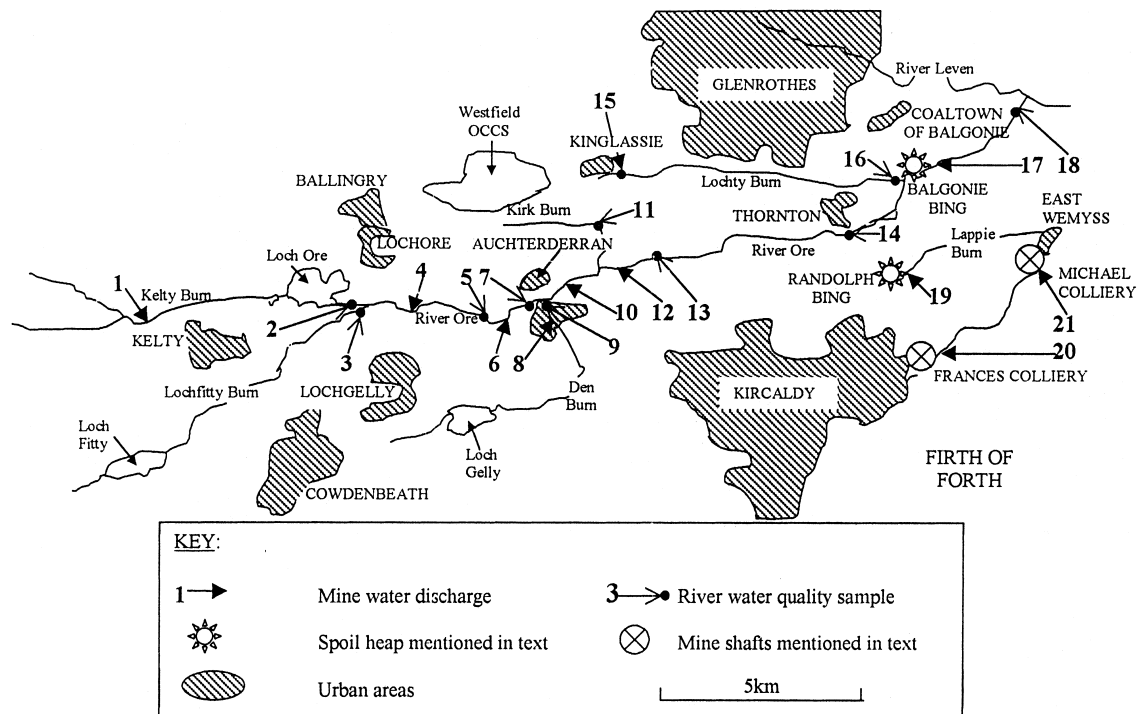 GLENROTHES
River Leven
Westfield
OCCS
15
KINGLASSIE
COALTOWN
OF BALGONIE
16
17
18
Lochty Burn
BALGONIE
BING
BALLINGRY
Kirk Burn
11
THORNTON
EAST
WEMYSS
LOCHORE
AUCHTERDERRAN
14
Lappie
Burn
Loch Ore
4
5
7
River Ore
1
Kelty Burn
RANDOLPH
BING
MICHAEL
COLLIERY
2
River Ore
10
12
13
19
KELTY
3
6
8
9
21
20
Lochfitty Burn
LOCHGELLY
Den
Burn
KIRCALDY
FRANCES COLLIERY
Loch
Fitty
Loch
Gelly
FIRTH OF
FORTH
COWDENBEATH
KEY:
1 Mine water discharge
3 River water quality sample
Spoil heap mentioned in text
Mine shafts mentioned in text
Urban areas
5km